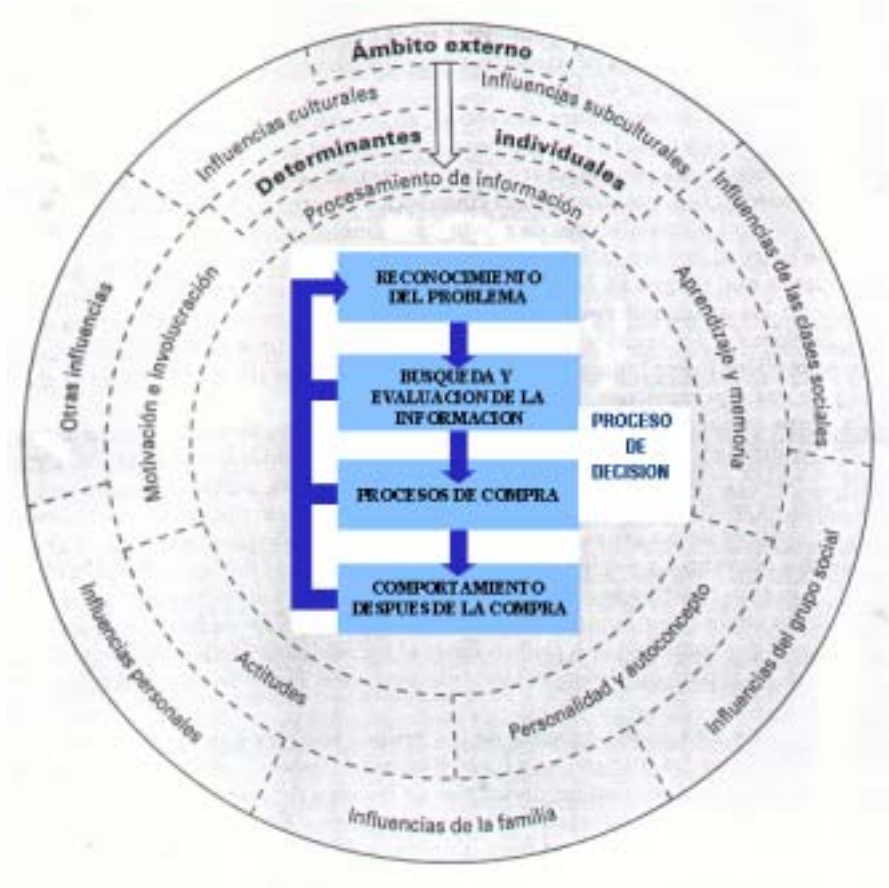 Ámbito externo
Influencias culturales
Influencias subculturales
Determinantes individuales
Procesamiento de información
Influencias de las clases sociales
Aprendizaje y memoria
Otras influencias
Motivación e involucración
RECONOCIMIENTO
DEL PROBLEMA
BUSQUEDA Y
EVALUACION DE LA
INFORMACION
PROCESO
DE
DECISION
PROCESOS DE COMPRA
COMPORTAMIENTO
DESPUES DE LA COMPRA
Influencias del grupo social
Personalidad y autoconcepto
Actitudes
Influencias personales
Influencias de la familia